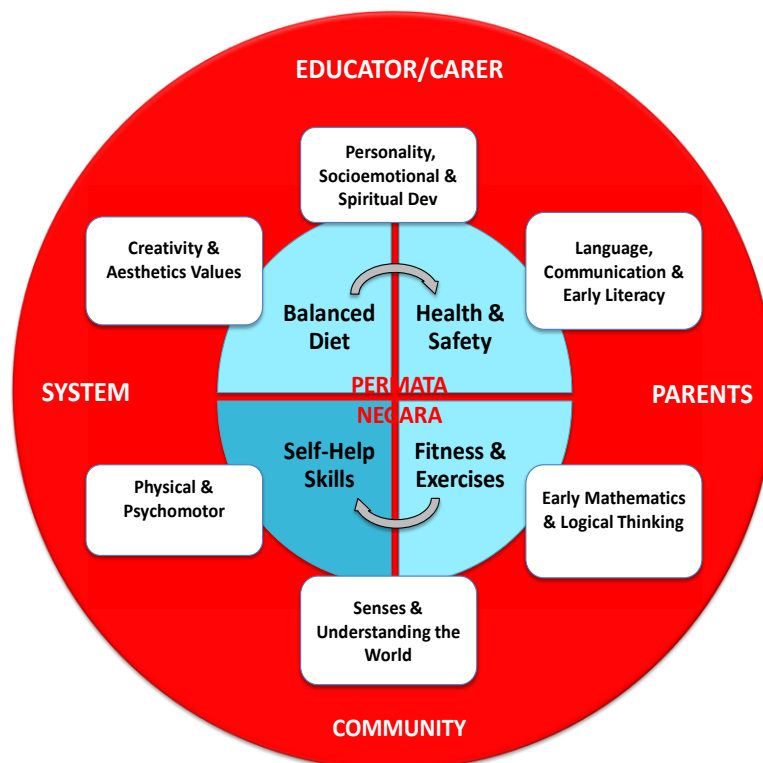 EDUCATOR/CARER
Personality,
Socioemotional &
Spiritual Dev
Creativity &
Aesthetics Values
Language,
Communication &
Early Literacy
Balanced
Diet
Health &
Safety
SYSTEM
PERMATA
NEGARA
PARENTS
Self-Help
Skills
Fitness &
Exercises
Physical &
Psychomotor
Early Mathematics
& Logical Thinking
Senses &
Understanding the
World
COMMUNITY